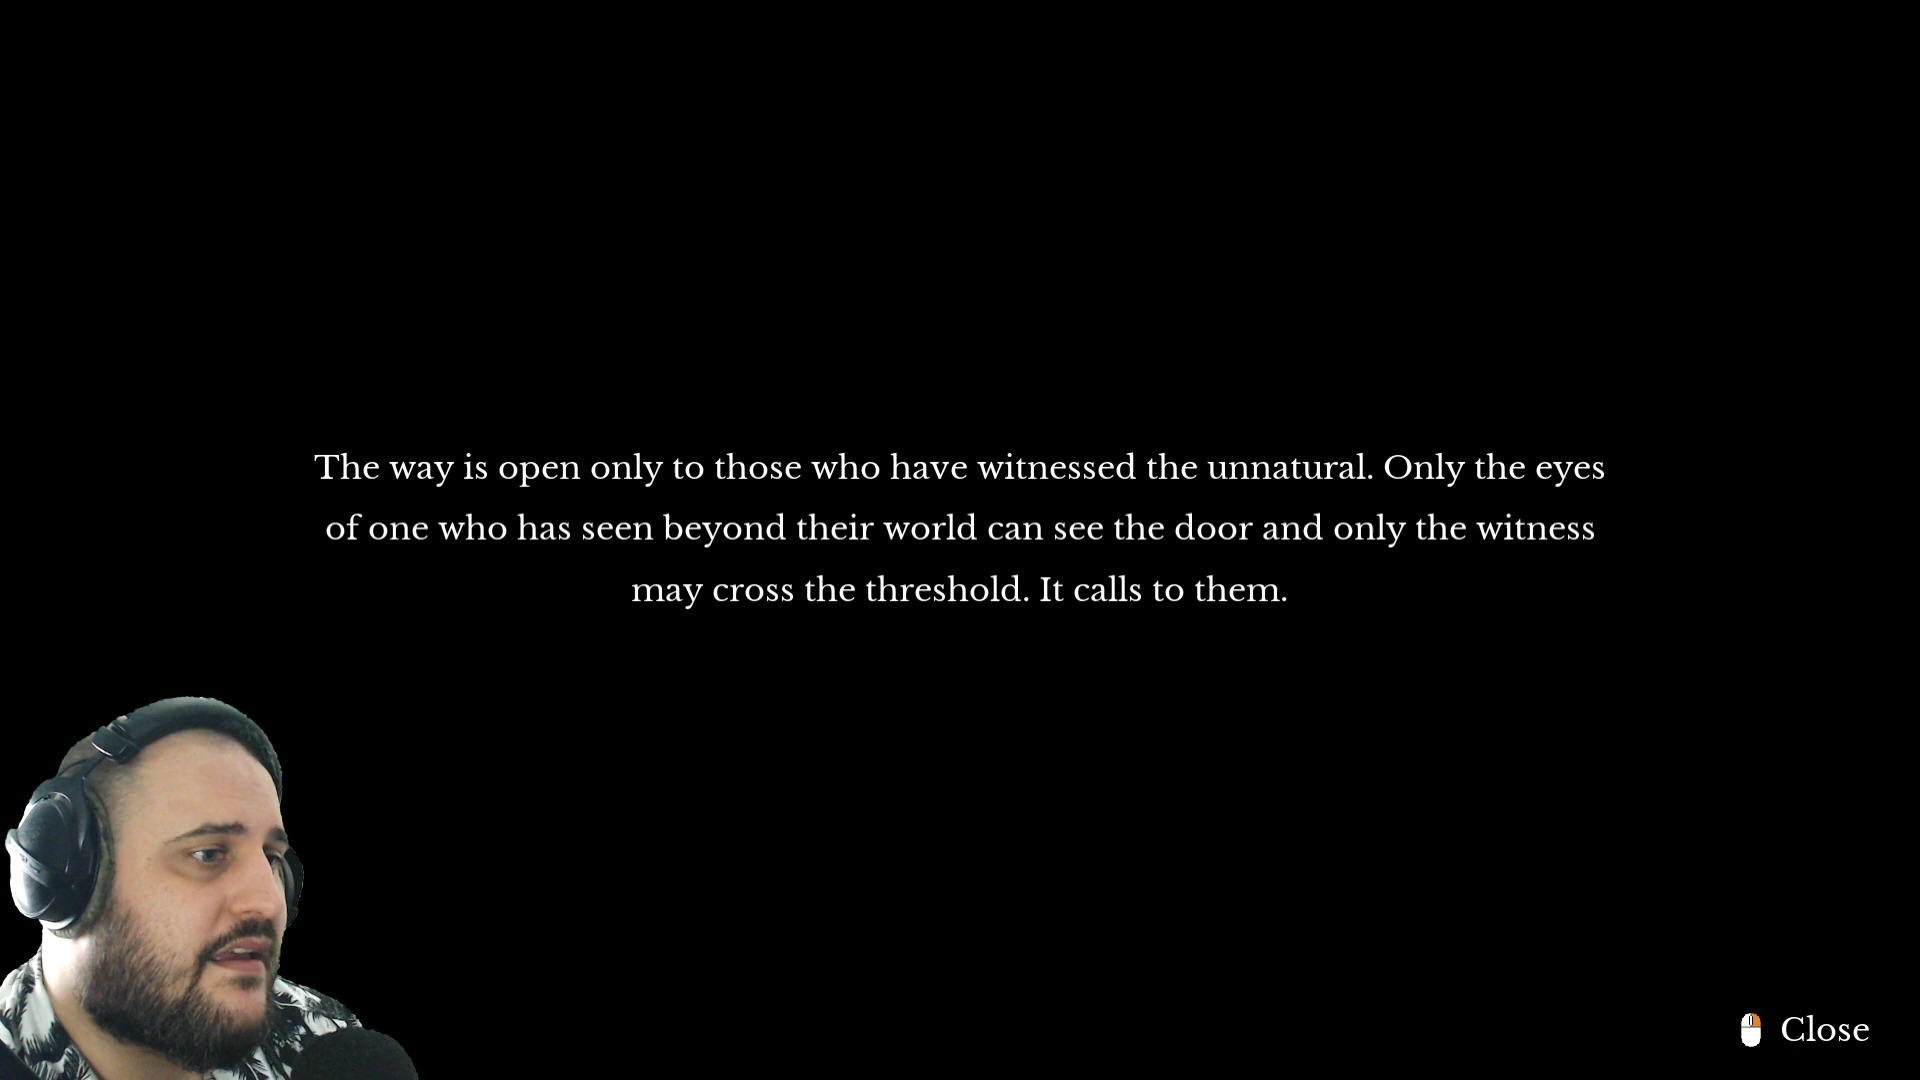 The way is open only to those who have witnessed the unnatural. Only the eyes
of one who has seen beyond their world can see the door and only the witness
may cross the threshold. It calls to them.
Close